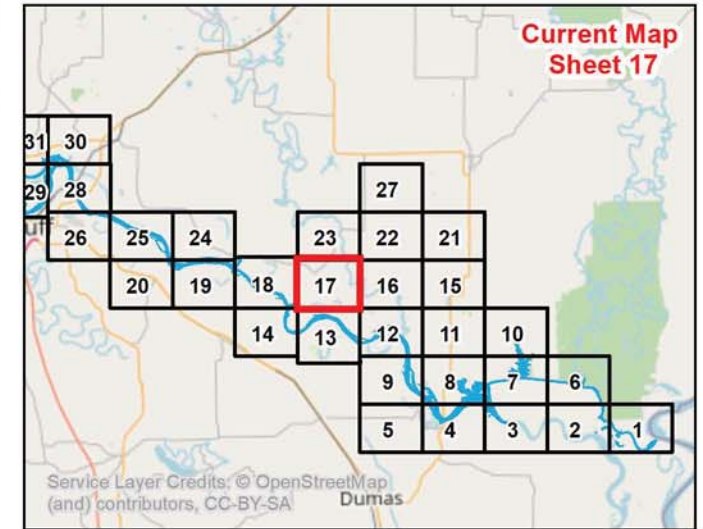 Current Map
Sheet 17
31 30
29 28 27
uff
26 25 24 23 22 21
20 19 18 17 16 15
14 13 12 11 10
9 8 7 6
5 4 3 2 1
Service Layer Credits: © OpenStreetMap
(and) contributors, CC-BY-SA
Dumas